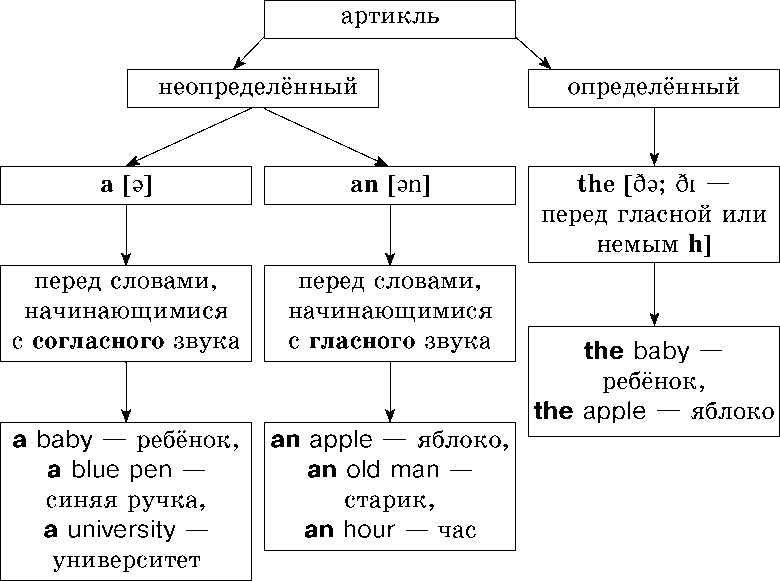 артикль
неопределённый
определённый
a [ə]
an [ən]
the [ðə; ðɪ —
перед гласной или
немым h]
перед словами,
начинающимися
с согласного звука
перед словами,
начинающимися
с гласного звука
the baby —
ребёнок,
the apple — яблоко
a baby — ребёнок,
a blue pen —
синяя ручка,
a university —
университет
an apple — яблоко,
an old man —
старик,
an hour — час